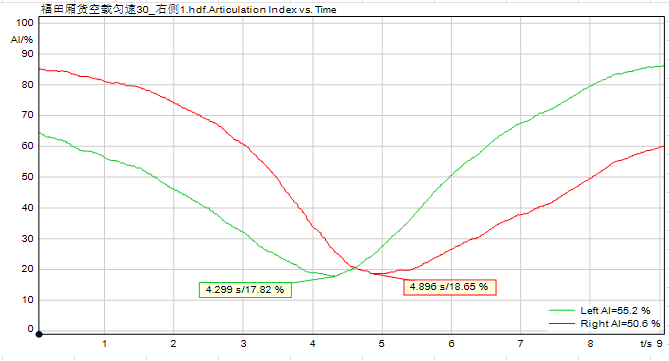 福田厢货空载匀速30_右侧1.hdf.Articulation Index vs. Time
100
AI/%
90
80
70
60
50
40
30
20
10
0
4.299 s/17.82 %
4.896 s/18.65 %
Left AI=55.2 %
Right AI=50.6 %
1 2 3 4 5 6 7 8 t/s 9